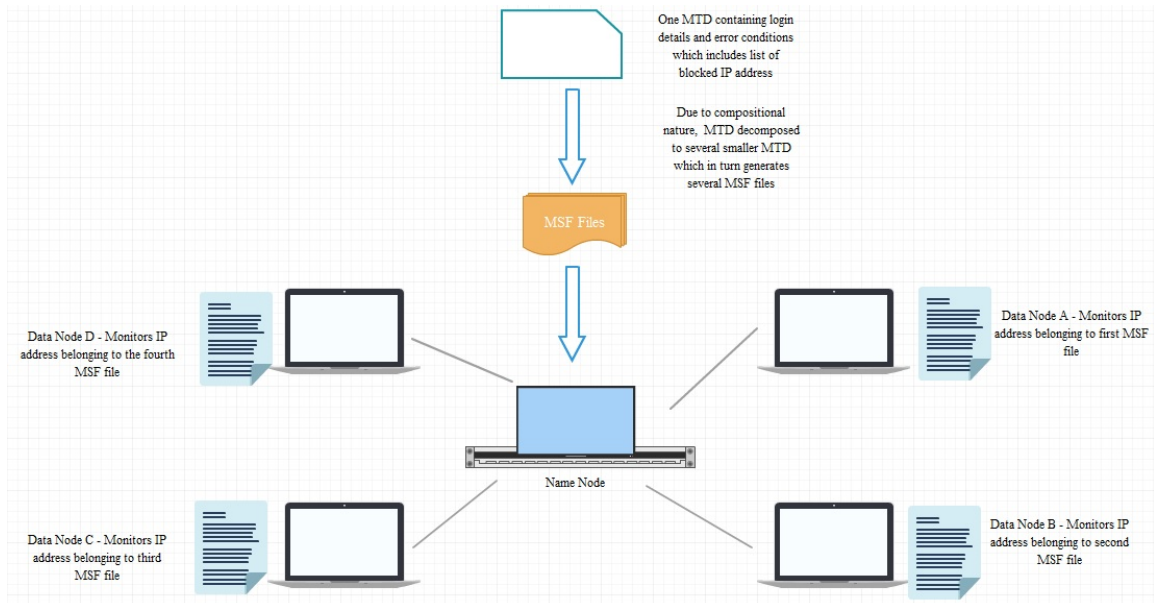 One MTD containing login
details and error conditions
which includes list of
blocked IP address
Due to compositional
nature, MTD decomposed
to several smaller MTD
which in turn generates
several MSF files
MSF Files
Data Node D - Monitors IP
address belonging to the fourth
MSF file
Data Node A - Monitors IP
address belonging to first MSF
file
Name Node
Data Node C - Monitors IP
address belonging to third
MSF file
Data Node B - Monitors IP
address belonging to second
MSF file